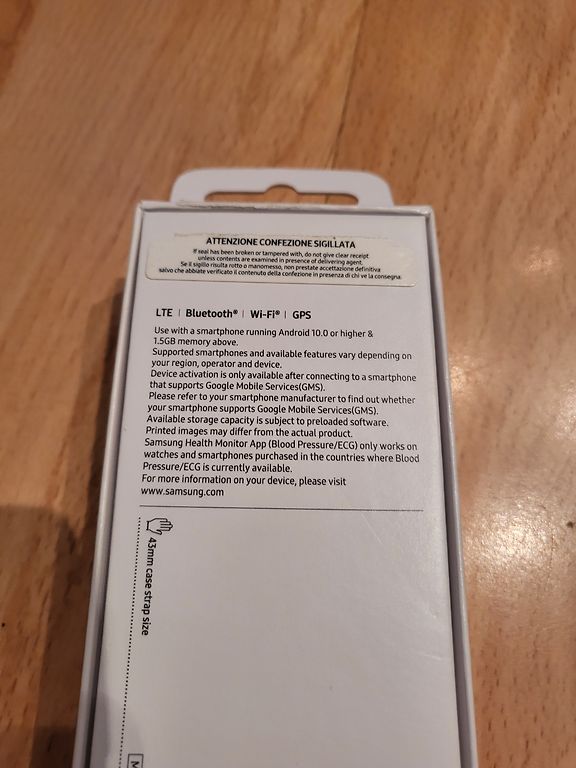 ATTENZIONE CONFEZIONE SIGILLATA
If seal has been broken or tampered with, do not give clear receipt
unless contents are examined in presence of delivering agent.
Se il sigillo risulta rotto o manomesso, non prestate accettazione definitiva
salvo che abbiate verificato il contenuto della confezione in presenza di chi ve la consegna.
LTE | Bluetooth® | Wi-Fi® | GPS
Use with a smartphone running Android 10.0 or higher &
1.5GB memory above.
Supported smartphones and available features vary depending on
your region, operator and device.
Device activation is only available after connecting to a smartphone
that supports Google Mobile Services(GMS).
Please refer to your smartphone manufacturer to find out whether
your smartphone supports Google Mobile Services(GMS).
Available storage capacity is subject to preloaded software.
Printed images may differ from the actual product.
Samsung Health Monitor App (Blood Pressure/ECG) only works on
watches and smartphones purchased in the countries where Blood
Pressure/ECG is currently available.
For more information on your device, please visit
www.samsung.com
43mm case strap size